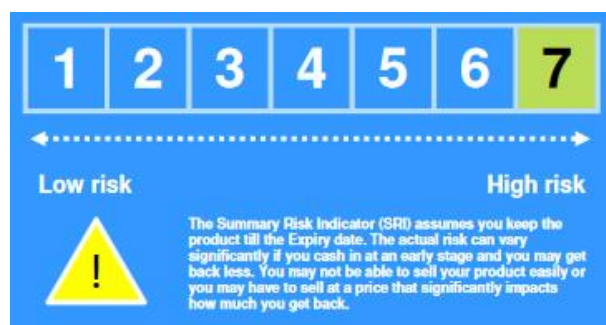 1 2 3 4 5 6 7
Low risk High risk
!
The Summary Risk Indicator (SRI) assumes you keep the
product till the Expiry date. The actual risk can vary
significantly if you cash in at an early stage and you may get
back less. You may not be able to sell your product easily or
you may have to sell at a price that significantly impacts
how much you get back.